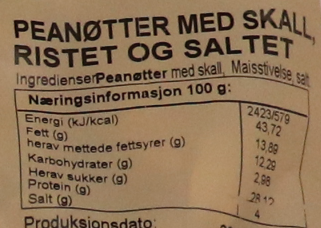 PEANØTTER MED SKALL,
RISTET OG SALTET
Ingredienser Peanøtter med skall, Maisstivelse, salt
Næringsinformasjon 100 g:
Energi (kJ/kcal) 2423/579
Fett (g) 43,72
herav mettede fettsyrer (g) 13,89
Karbohydrater (g) 12,29
Herav sukker (g) 2,98
Protein (g) 28,12
Salt (g) 4
Produksjonsdato: